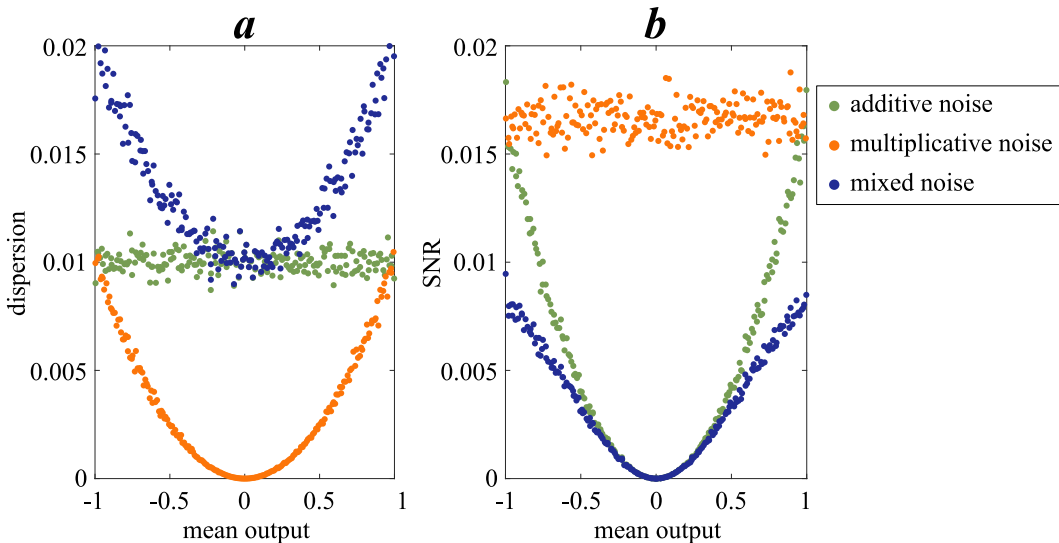 a
b
0.02
0.015
0.01
0.005
0
dispersion
-1 -0.5 0 0.5 1
mean output
0.02
0.015
0.01
0.005
0
SNR
-1 -0.5 0 0.5 1
mean output
additive noise
multiplicative noise
mixed noise